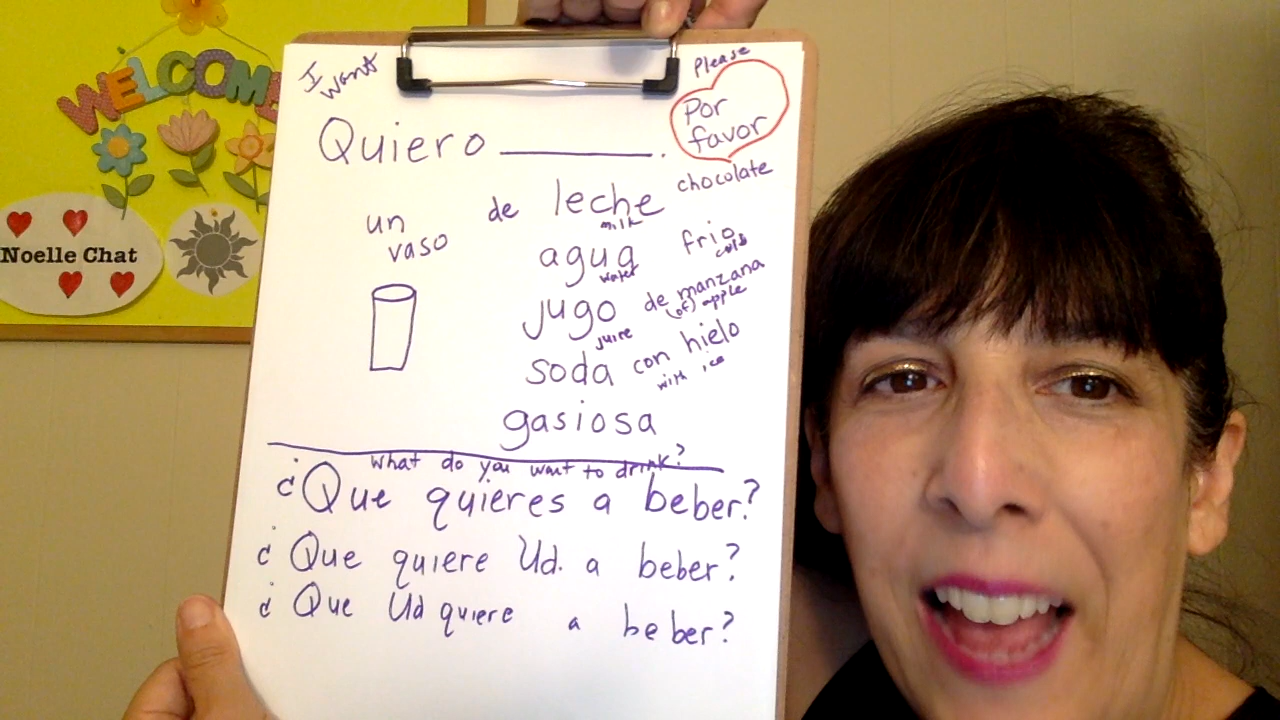 WELCOME
Noelle Chat
I want
Please
Por favor
Quiero ________.
un vaso
de leche chocolate
milk
agua frio
water cold
jugo de manzana
juire (of) apple
soda con hielo
with ice
gasiosa
What do you want to drink?
¿Que quieres a beber?
¿Que quiere Ud. a beber?
¿Que Ud quiere a beber?